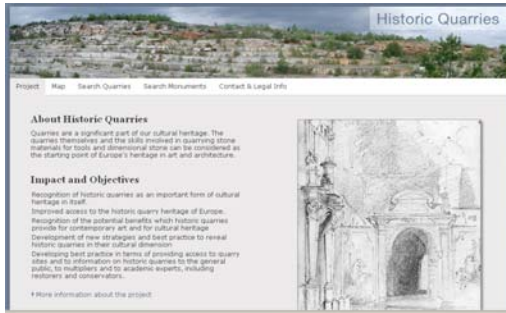 Historic Quarries
Project Map Search Quarries Search Monuments Contact & Legal Info
About Historic Quarries
Quarries are a significant part of our cultural heritage. The
quarries themselves and the skills involved in quarrying stone
materials for tools and dimensional stone can be considered as
the starting point of Europe's heritage in art and architecture.
Impact and Objectives
Recognition of historic quarries as an important form of cultural
heritage in itself.
Improved access to the historic quarry heritage of Europe.
Recognition of the potential benefits which historic quarries
provide for contemporary art and for cultural heritage
Development of new strategies and best practice to reveal
historic quarries in their cultural dimension
Developing best practice in terms of providing access to quarry
sites and to information on historic quarries to the general
public, to multipliers and to academic experts, including
restorers and conservators.
More information about the project